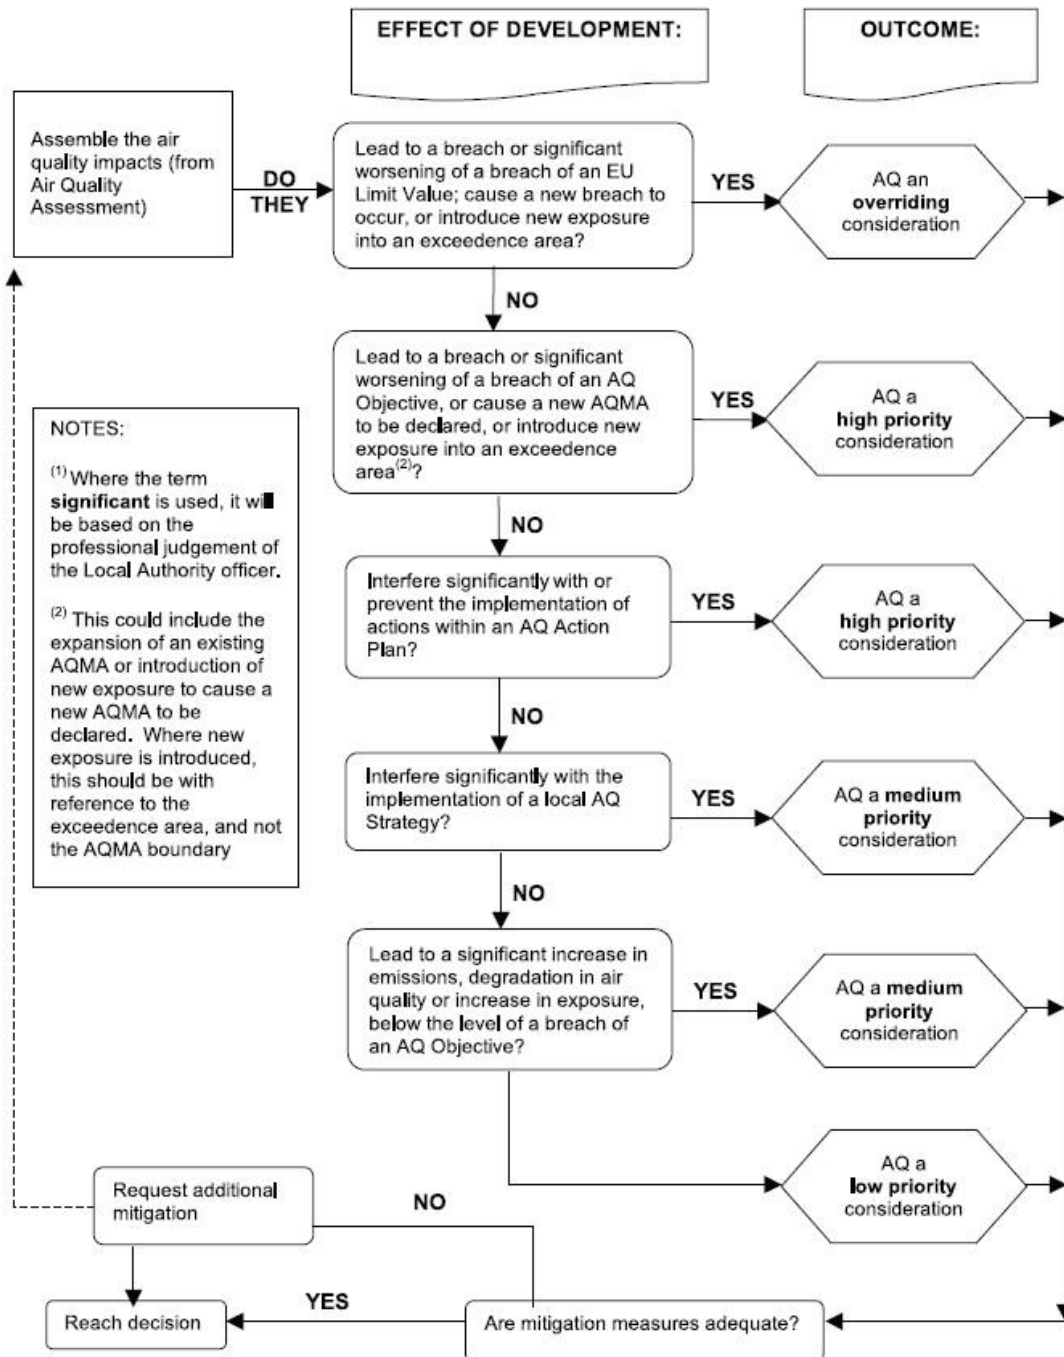 EFFECT OF DEVELOPMENT:
OUTCOME:
Assemble the air
quality impacts (from
Air Quality
Assessment)
DO
THEY
Lead to a breach or significant
worsening of a breach of an EU
Limit Value; cause a new breach to
occur, or introduce new exposure
into an exceedence area?
YES
AQ an
overriding
consideration
NO
Lead to a breach or significant
worsening of a breach of an AQ
Objective, or cause a new AQMA
to be declared, or introduce new
exposure into an exceedence
area(2)?
YES
AQ a
high priority
consideration
NOTES:
(1) Where the term
significant is used, it will
be based on the
professional judgement of
the Local Authority officer.
(2) This could include the
expansion of an existing
AQMA or introduction of
new exposure to cause a
new AQMA to be
declared. Where new
exposure is introduced,
this should be with
reference to the
exceedence area, and not
the AQMA boundary
NO
Interfere significantly with or
prevent the implementation of
actions within an AQ Action
Plan?
YES
AQ a
high priority
consideration
NO
Interfere significantly with the
implementation of a local AQ
Strategy?
YES
AQ a medium
priority
consideration
NO
Lead to a significant increase in
emissions, degradation in air
quality or increase in exposure,
below the level of a breach of
an AQ Objective?
YES
AQ a medium
priority
consideration
AQ a
low priority
consideration
Request additional
mitigation
NO
Reach decision
YES
Are mitigation measures adequate?